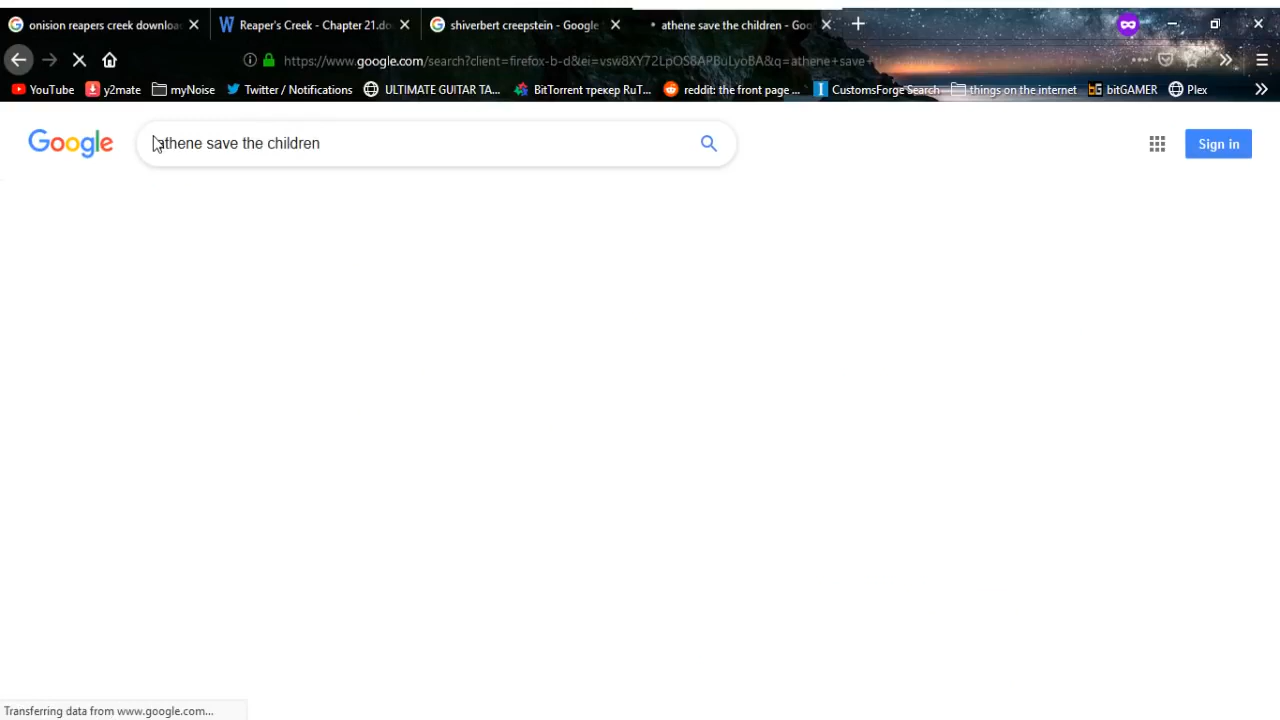 onision reapers creek downloa
Reaper's Creek - Chapter 21.do
shiverbert creepstein - Google
athene save the children - Goo
https://www.google.com/search?client=firefox-b-d&ei=vsw8XY72LpOS8APBuLyoBA&q=athene+save+
YouTube
y2mate
myNoise
Twitter / Notifications
ULTIMATE GUITAR TA...
BitTorrent трекер RuT...
reddit: the front page ...
CustomsForge Search
things on the internet
bitGAMER
Plex
Google
athene save the children
Sign in
Transferring data from www.google.com...